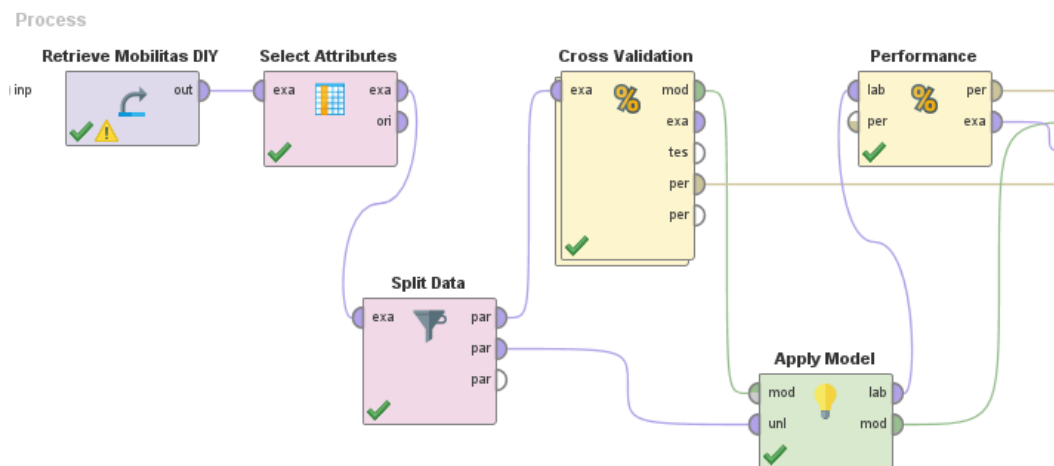 Process
Retrieve Mobilitas DIY
Select Attributes
Cross Validation
Performance
inp
out
exa
exa
ori
exa
mod
exa
tes
per
per
lab
per
per
exa
Split Data
exa
par
par
par
Apply Model
mod
unl
lab
mod